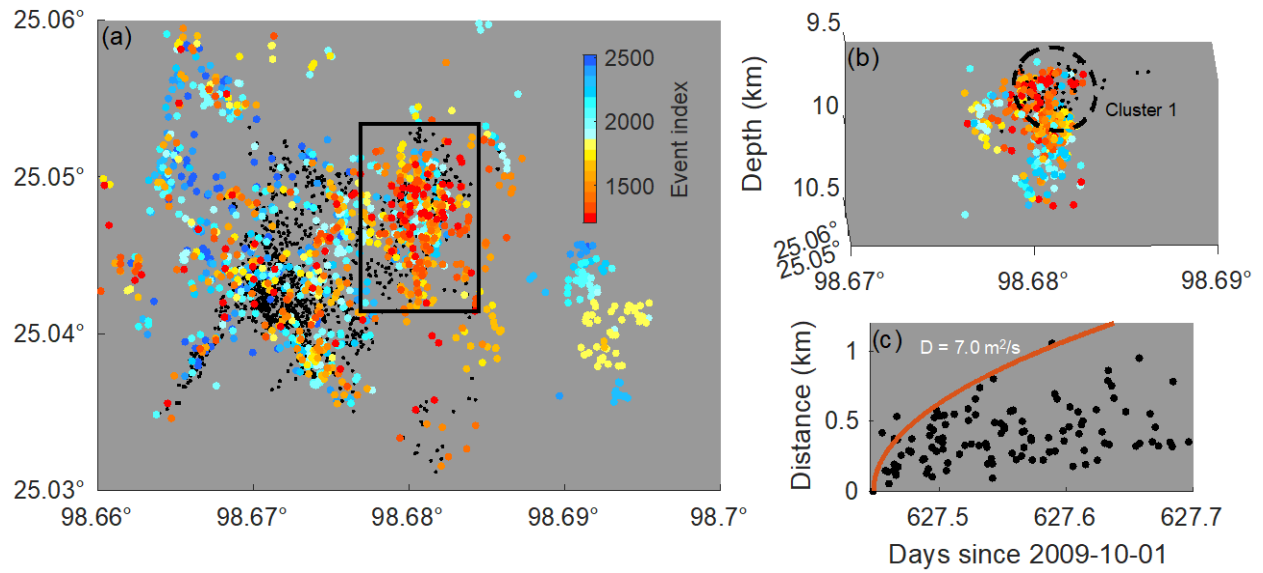 (a)
25.06°
25.05°
25.04°
25.03°
98.66°
98.67°
98.68°
98.69°
98.7°
2500
2000
1500
Event index
(b)
9.5
10
10.5
Depth (km)
Cluster 1
25.06°
25.05°
98.67°
98.68°
98.69°
(c)
D = 7.0 m²/s
1
0.5
0
Distance (km)
627.5
627.6
627.7
Days since 2009-10-01